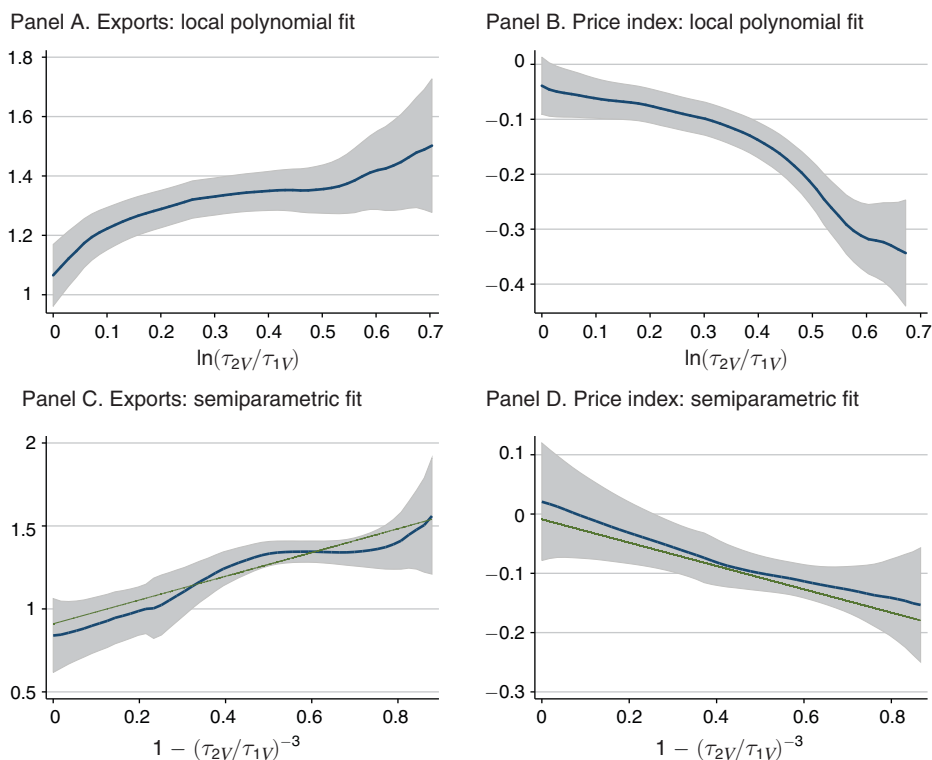 Panel A. Exports: local polynomial fit
1.8
1.6
1.4
1.2
1
0 0.1 0.2 0.3 0.4 0.5 0.6 0.7
ln(τ2V/τ1V)
Panel B. Price index: local polynomial fit
0
−0.1
−0.2
−0.3
−0.4
0 0.1 0.2 0.3 0.4 0.5 0.6 0.7
ln(τ2V/τ1V)
Panel C. Exports: semiparametric fit
2
1.5
1
0.5
0 0.2 0.4 0.6 0.8
1 − (τ2V/τ1V)−3
Panel D. Price index: semiparametric fit
0.1
0
−0.1
−0.2
−0.3
0 0.2 0.4 0.6 0.8
1 − (τ2V/τ1V)−3